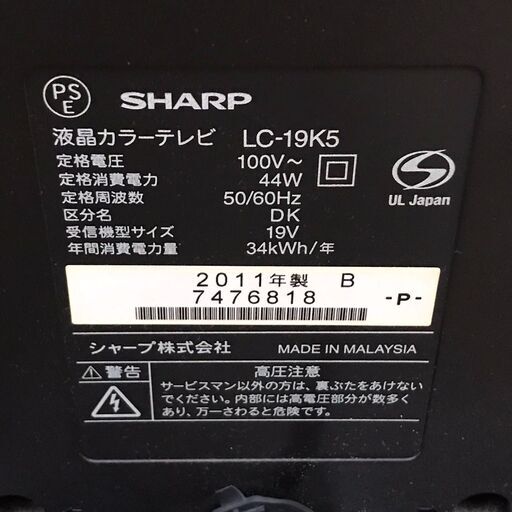 PS
E
SHARP
液晶カラーテレビ LC-19K5
定格電圧 100V～
定格消費電力 44W
定格周波数 50/60Hz
区分名 DK
受信機型サイズ 19V
年間消費電力量 34kWh/年
S
UL Japan
2011年製 B
7476818 -P-
シャープ株式会社 MADE IN MALAYSIA
警告 高圧注意
サービスマン以外の方は、裏ぶたをあけない
でください。内部には高電圧部分が数多く
あり、万一さわると危険です。